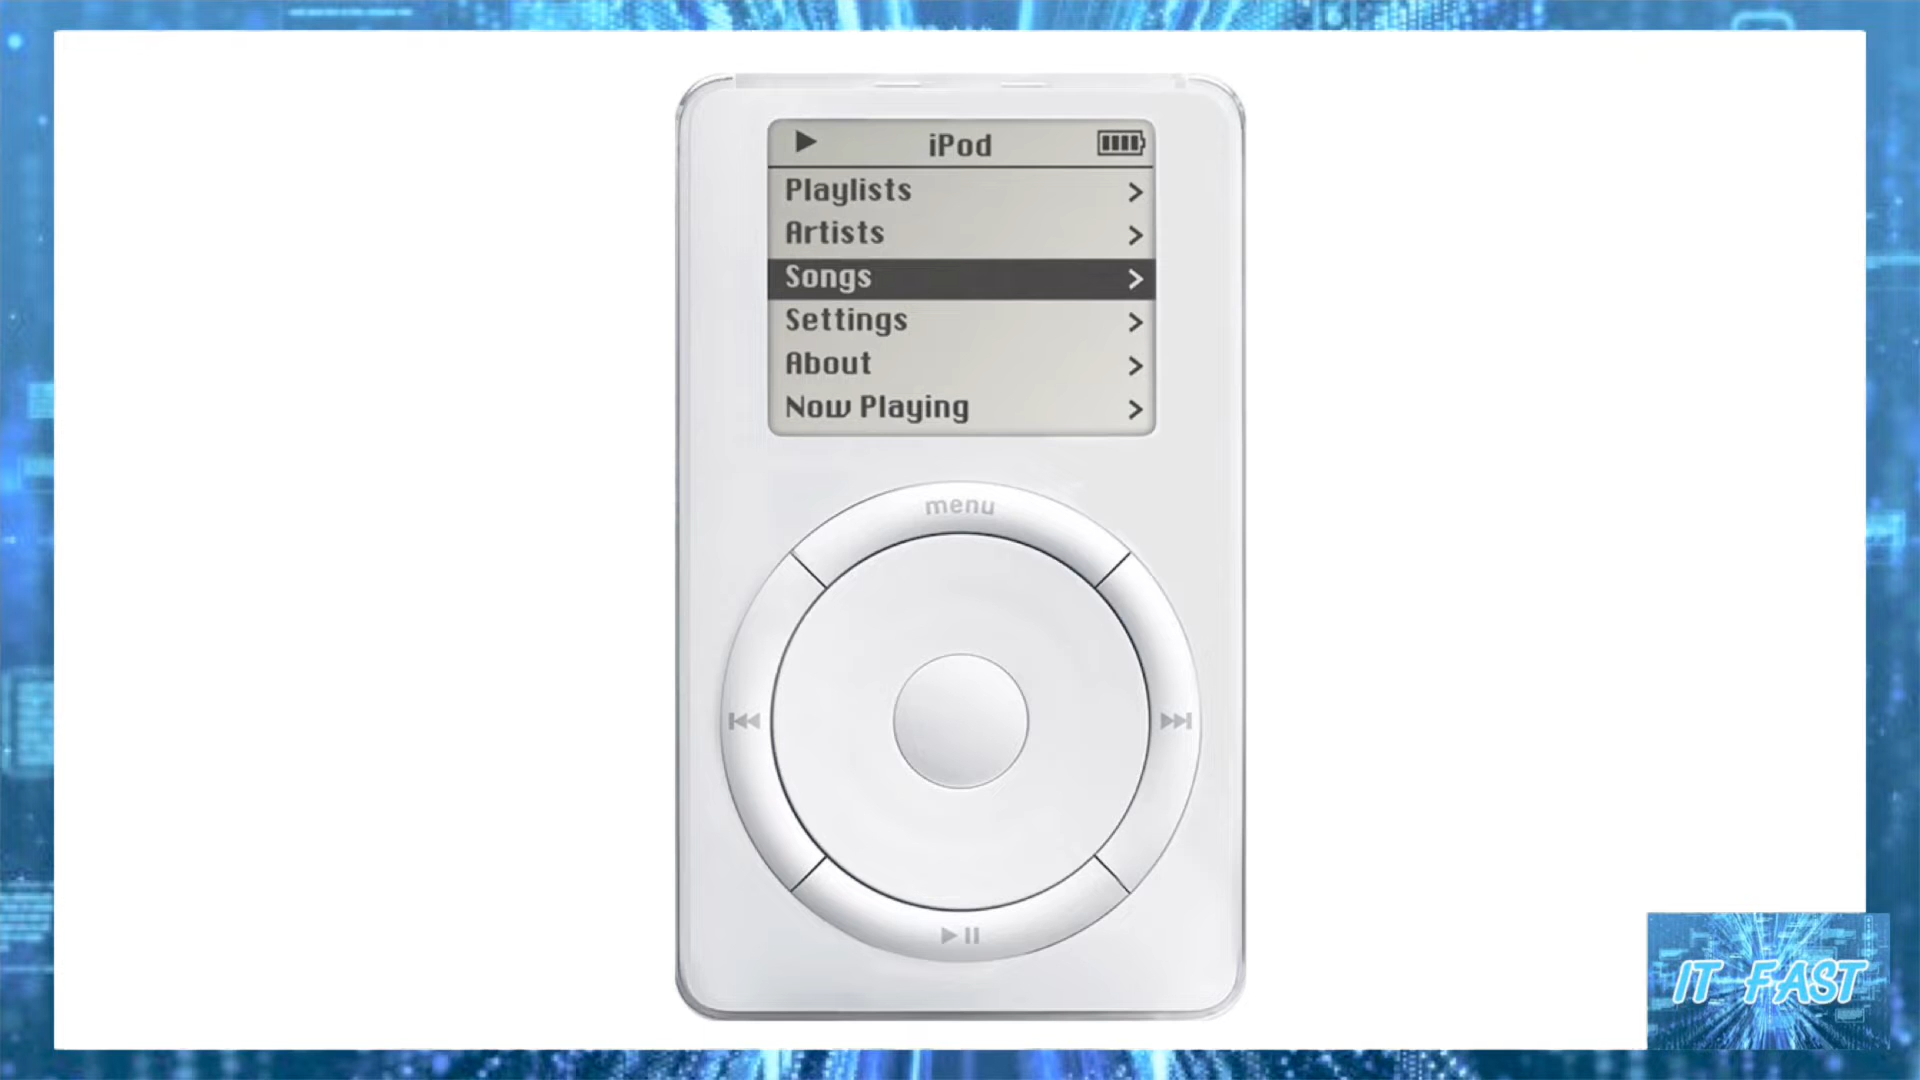 iPod
Playlists
Artists
Songs
Settings
About
Now Playing
menu
IT FAST